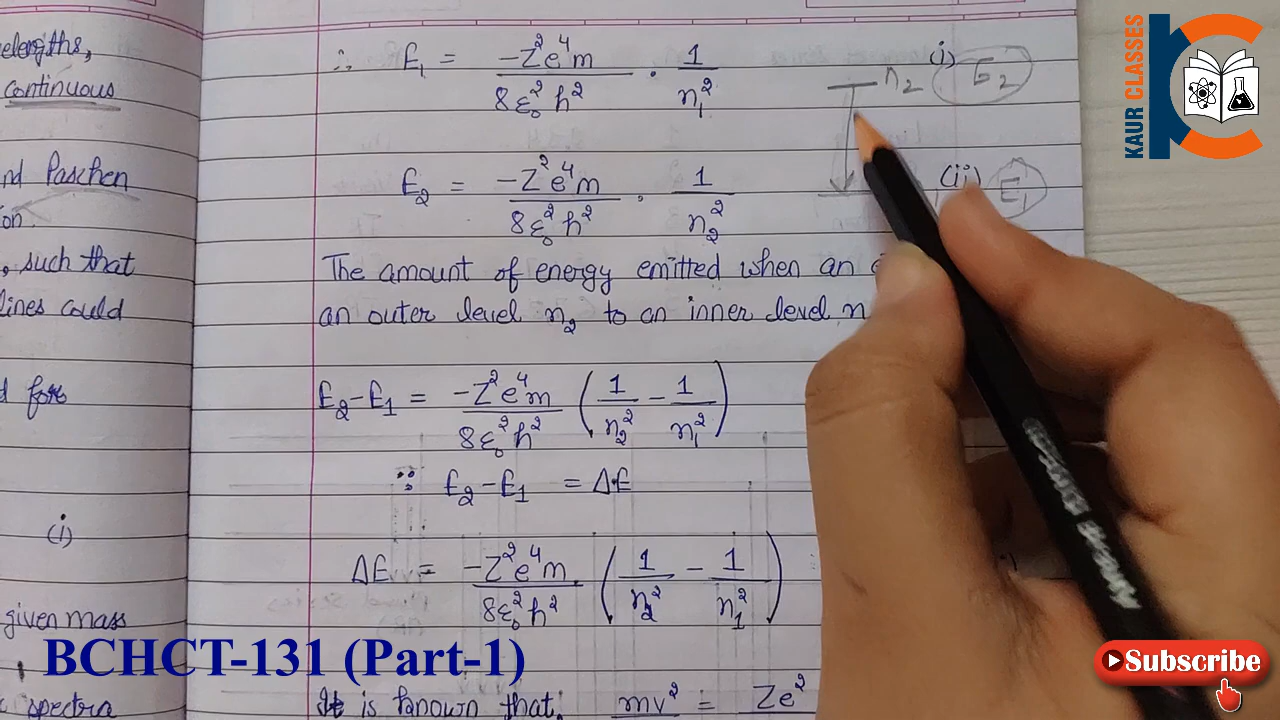 elengths,
continuous
nd Paschen
ion.
, such that
lines could
d for
(i)
given mass
c spectra
∴ E₁ = -Z²e⁴m / 8ε₀²h² · 1/n₁² (i)
n₂ E₂
E₂ = -Z²e⁴m / 8ε₀²h² · 1/n₂² (ii) E₁
The amount of energy emitted when an
an outer level n₂ to an inner level n
E₂-E₁ = -Z²e⁴m / 8ε₀²h² (1/n₂² - 1/n₁²)
∵ E₂-E₁ = ΔE
ΔE = -Z²e⁴m / 8ε₀²h² (1/n₂² - 1/n₁²)
It is known that, mv² = Ze²
KAUR CLASSES
BCHCT-131 (Part-1)
Subscribe